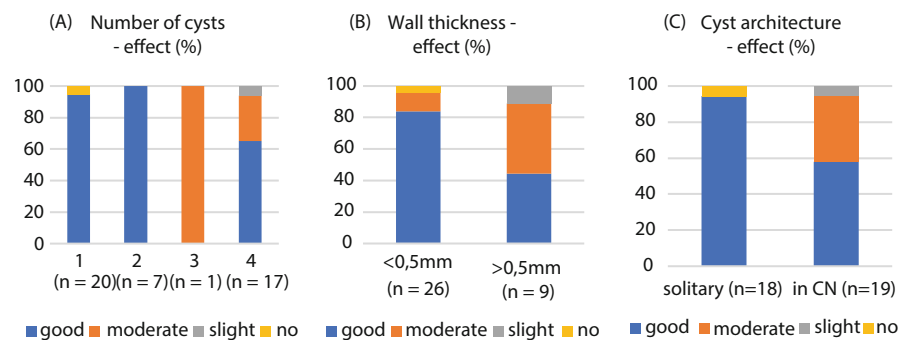 (A) Number of cysts
- effect (%)
100
80
60
40
20
0
1 2 3 4
(n = 20)(n = 7)(n = 1)(n = 17)
good moderate slight no
(B) Wall thickness -
effect (%)
100
80
60
40
20
0
<0,5mm >0,5mm
(n = 26) (n = 9)
good moderate slight no
(C) Cyst architecture
- effect (%)
100
80
60
40
20
0
solitary (n=18) in CN (n=19)
good moderate slight no